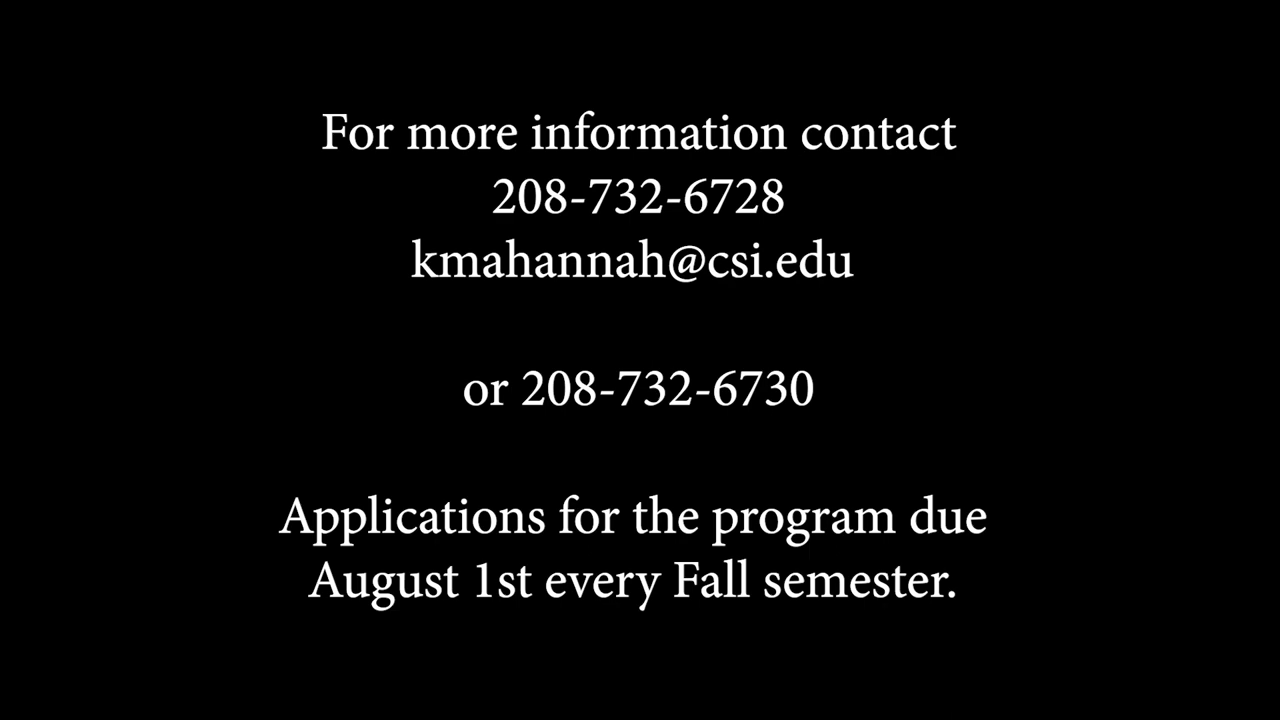 For more information contact
208-732-6728
kmahannah@csi.edu
or 208-732-6730
Applications for the program due
August 1st every Fall semester.